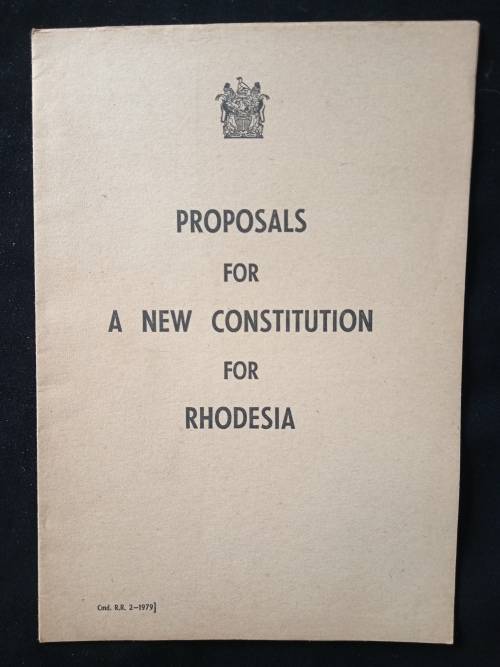 PROPOSALS
FOR
A NEW CONSTITUTION
FOR
RHODESIA
Cmd. R.R. 2—1979]